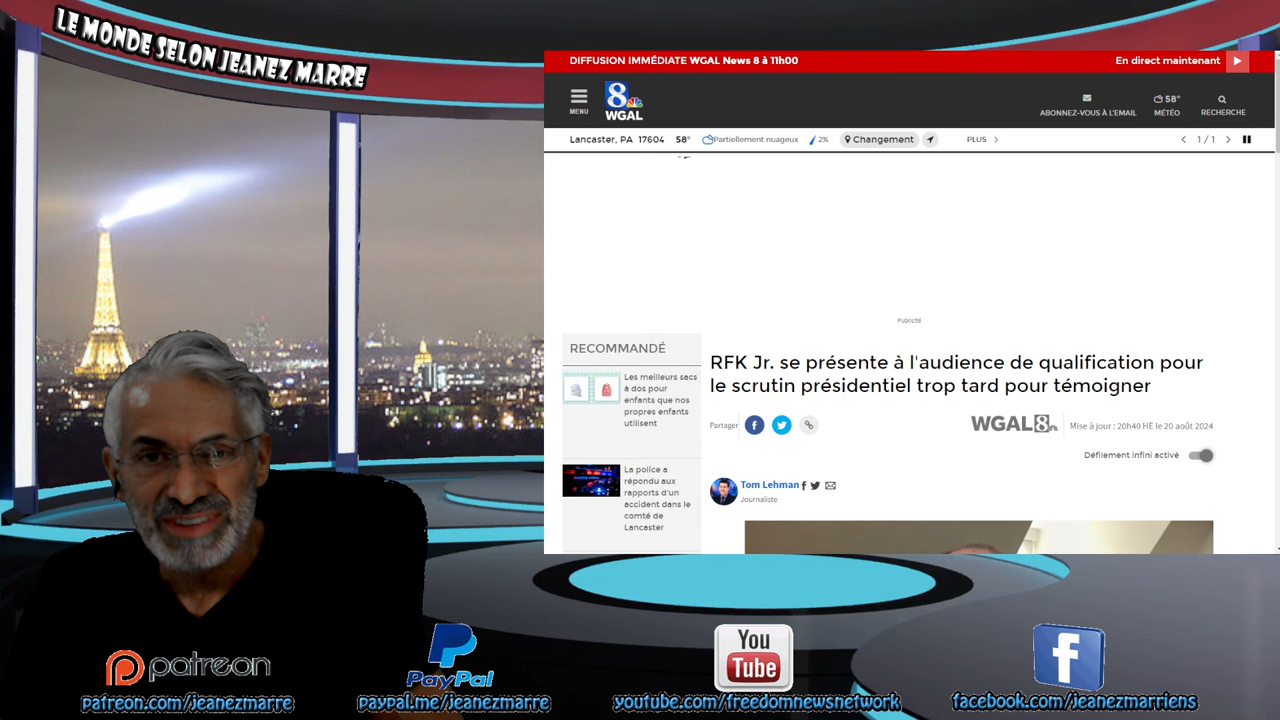 LE MONDE SELON JEANEZ MARRE
DIFFUSION IMMÉDIATE WGAL News 8 à 11h00
En direct maintenant
MENU
8
WGAL
ABONNEZ-VOUS À L'EMAIL
58°
MÉTÉO
RECHERCHE
Lancaster, PA 17604 58° Partiellement nuageux 2% Changement PLUS
1 / 1
Publicité
RECOMMANDÉ
Les meilleurs sacs
à dos pour
enfants que nos
propres enfants
utilisent
La police a
répondu aux
rapports d'un
accident dans le
comté de
Lancaster
RFK Jr. se présente à l'audience de qualification pour
le scrutin présidentiel trop tard pour témoigner
Partager
WGAL 8
Mise à jour : 20h40 HE le 20 août 2024
Défilement infini activé
Tom Lehman
Journaliste
patreon
patreon.com/jeanezmarre
PayPal
paypal.me/jeanezmarre
You
Tube
youtube.com/freedomnewsnetwork
f
facebook.com/jeanezmarriens